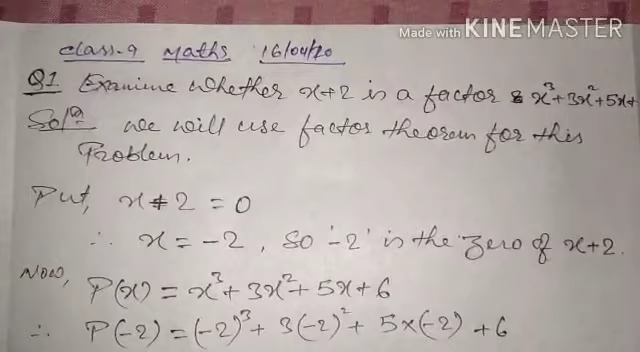 Made with KINEMASTER
class-9 maths 16/04/20
Q1 Examine whether x+2 is a factor x³+3x²+5x+
Solⁿ we will use factor theorem for this
Problem.
Put, x+2 = 0
∴ x = -2, So '-2' is the zero of x+2.
Now,
P(x) = x³+3x²+5x+6
∴ P(-2) = (-2)³+ 3(-2)²+ 5×(-2) +6